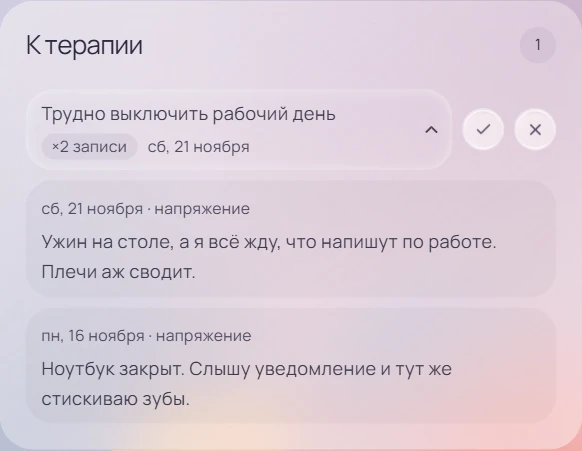 К терапии
1
Трудно выключить рабочий день
×2 записи сб, 21 ноября
сб, 21 ноября · напряжение
Ужин на столе, а я всё жду, что напишут по работе.
Плечи аж сводит.
пн, 16 ноября · напряжение
Ноутбук закрыт. Слышу уведомление и тут же
стискиваю зубы.